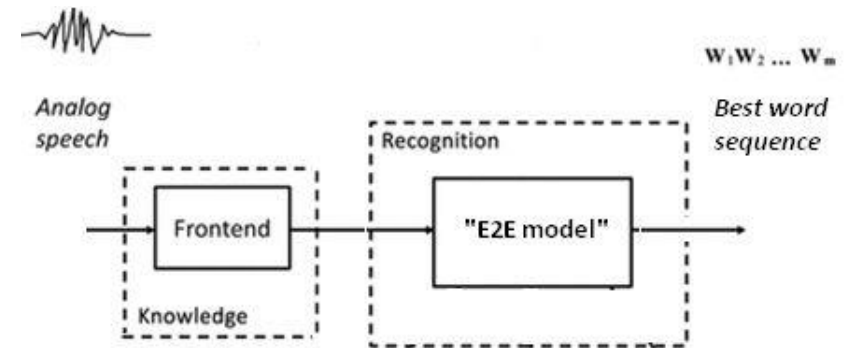 W₁W₂ ... Wₘ
Analog
speech
Best word
sequence
Recognition
Frontend
"E2E model"
Knowledge